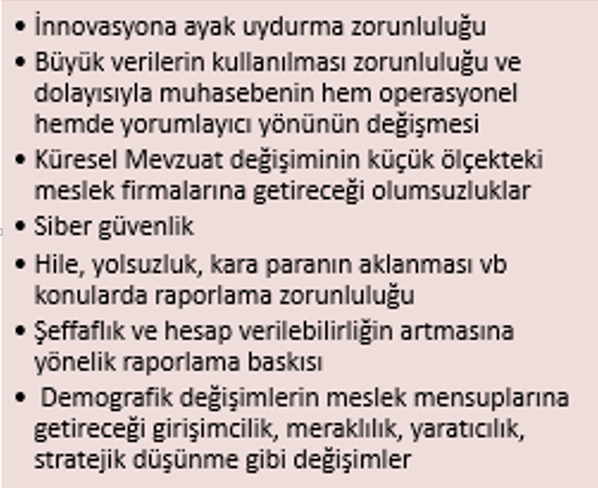 • İnnovasyona ayak uydurma zorunluluğu
• Büyük verilerin kullanılması zorunluluğu ve
dolayısıyla muhasebenin hem operasyonel
hemde yorumlayıcı yönünün değişmesi
• Küresel Mevzuat değişiminin küçük ölçekteki
meslek firmalarına getireceği olumsuzluklar
• Siber güvenlik
• Hile, yolsuzluk, kara paranın aklanması vb
konularda raporlama zorunluluğu
• Şeffaflık ve hesap verilebilirliğin artmasına
yönelik raporlama baskısı
• Demografik değişimlerin meslek mensuplarına
getireceği girişimcilik, meraklılık, yaratıcılık,
stratejik düşünme gibi değişimler